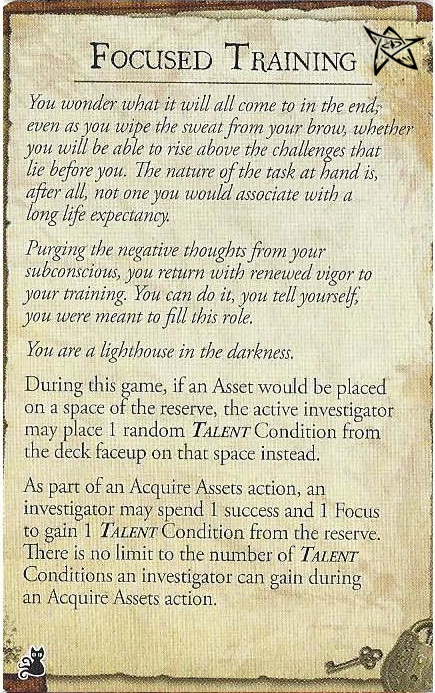 FOCUSED TRAINING
You wonder what it will all come to in the end;
even as you wipe the sweat from your brow, whether
you will be able to rise above the challenges that
lie before you. The nature of the task at hand is,
after all, not one you would associate with a
long life expectancy.
Purging the negative thoughts from your
subconscious, you return with renewed vigor to
your training. You can do it, you tell yourself,
you were meant to fill this role.
You are a lighthouse in the darkness.
During this game, if an Asset would be placed
on a space of the reserve, the active investigator
may place 1 random TALENT Condition from
the deck faceup on that space instead.
As part of an Acquire Assets action, an
investigator may spend 1 success and 1 Focus
to gain 1 TALENT Condition from the reserve.
There is no limit to the number of TALENT
Conditions an investigator can gain during
an Acquire Assets action.